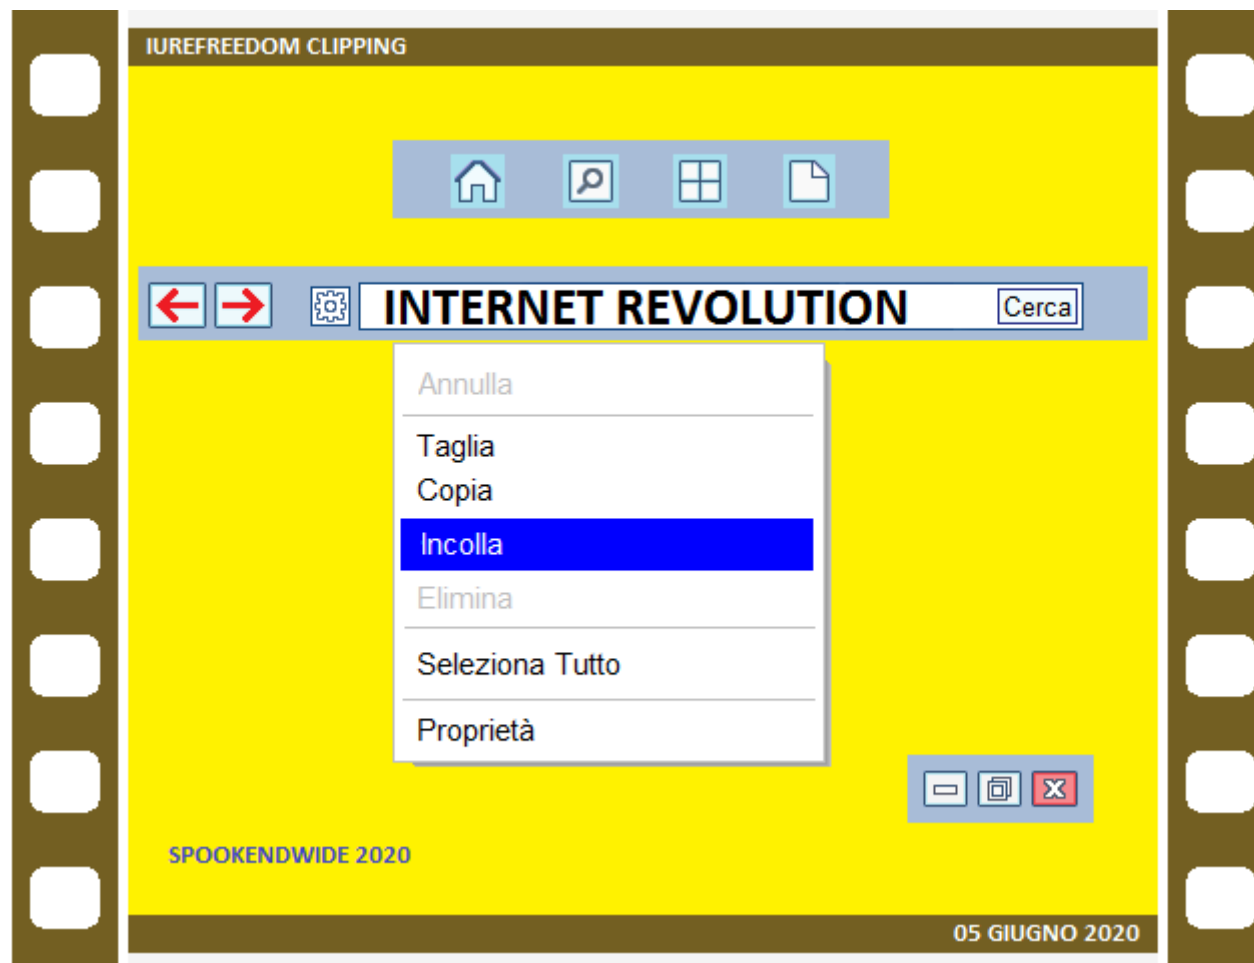 IUREFREEDOM CLIPPING
INTERNET REVOLUTION
Cerca
Annulla
Taglia
Copia
Incolla
Elimina
Seleziona Tutto
Proprietà
SPOOKENDWIDE 2020
05 GIUGNO 2020